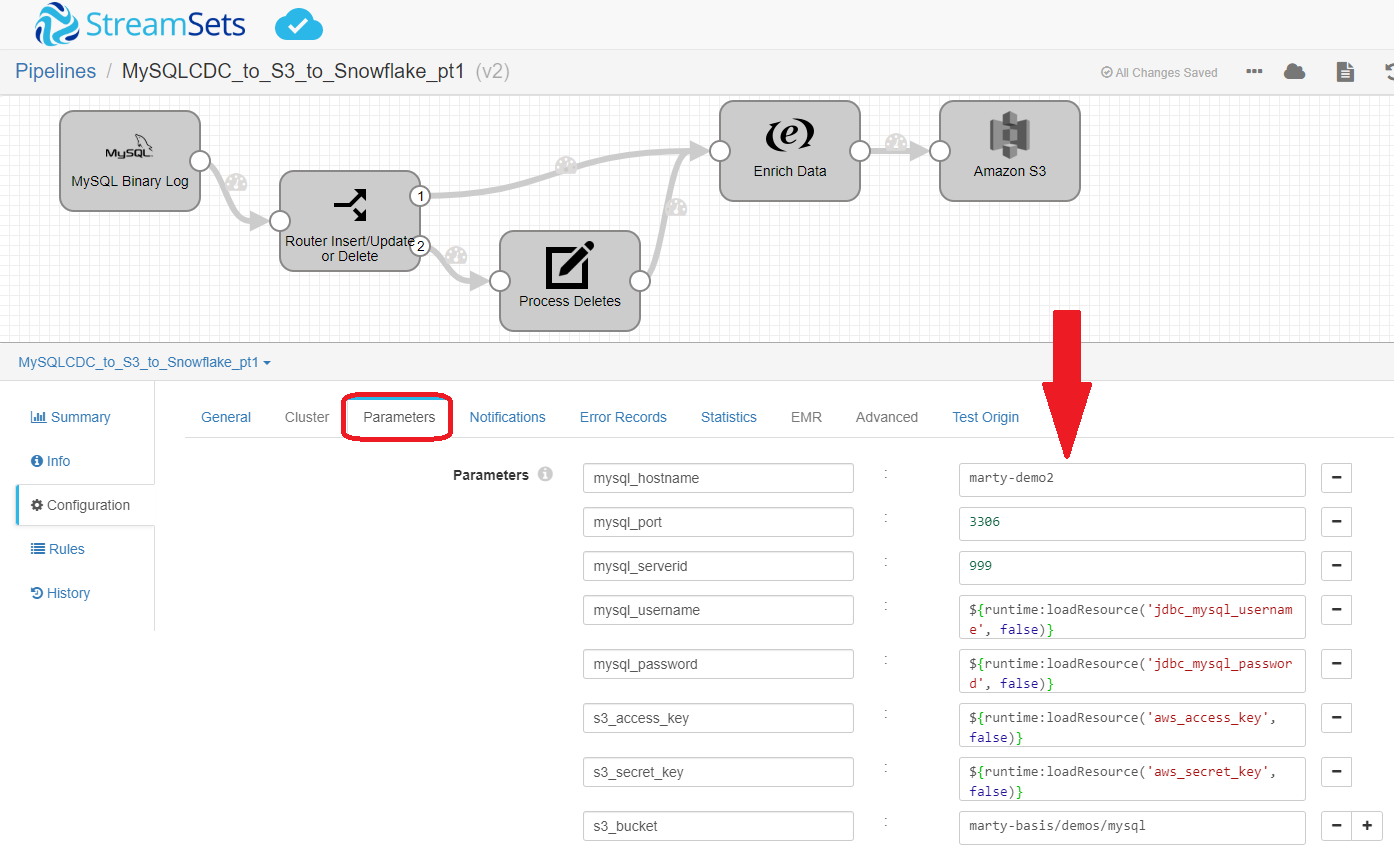 StreamSets
Pipelines / MySQLCDC_to_S3_to_Snowflake_pt1 (v2)
All Changes Saved
MySQL
MySQL Binary Log
Router Insert/Update
or Delete
1
2
Process Deletes
e
Enrich Data
Amazon S3
MySQLCDC_to_S3_to_Snowflake_pt1
Summary
Info
Configuration
Rules
History
General Cluster Parameters Notifications Error Records Statistics EMR Advanced Test Origin
Parameters
mysql_hostname : marty-demo2
mysql_port : 3306
mysql_serverid : 999
mysql_username : ${runtime:loadResource('jdbc_mysql_usernam
e', false)}
mysql_password : ${runtime:loadResource('jdbc_mysql_passwor
d', false)}
s3_access_key : ${runtime:loadResource('aws_access_key',
false)}
s3_secret_key : ${runtime:loadResource('aws_secret_key',
false)}
s3_bucket : marty-basis/demos/mysql